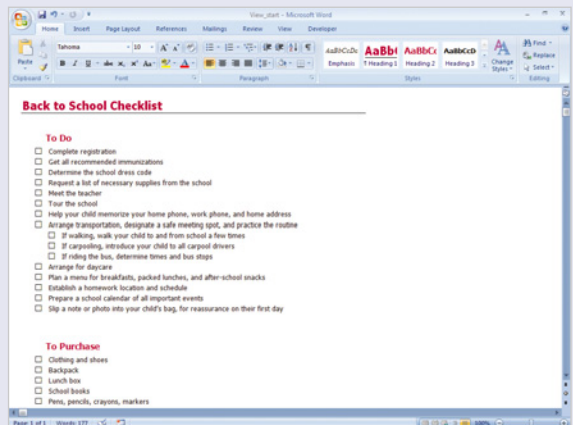 View_start - Microsoft Word
Home Insert Page Layout References Mailings Review View Developer
Tahoma 10
Paste
B I U abc
Emphasis ¶ Heading 1 Heading 2 Heading 3
AaBbCcDc AaBb( AaBbCc AaBbCcD
Change Styles
Find
Replace
Select
Clipboard Font Paragraph Styles Editing
Back to School Checklist
To Do
Complete registration
Get all recommended immunizations
Determine the school dress code
Request a list of necessary supplies from the school
Meet the teacher
Tour the school
Help your child memorize your home phone, work phone, and home address
Arrange transportation, designate a safe meeting spot, and practice the routine
If walking, walk your child to and from school a few times
If carpooling, introduce your child to all carpool drivers
If riding the bus, determine times and bus stops
Arrange for daycare
Plan a menu for breakfasts, packed lunches, and after-school snacks
Establish a homework location and schedule
Prepare a school calendar of all important events
Slip a note or photo into your child's bag, for reassurance on their first day
To Purchase
Clothing and shoes
Backpack
Lunch box
School books
Pens, pencils, crayons, markers
Page: 1 of 1 Words: 177 100%